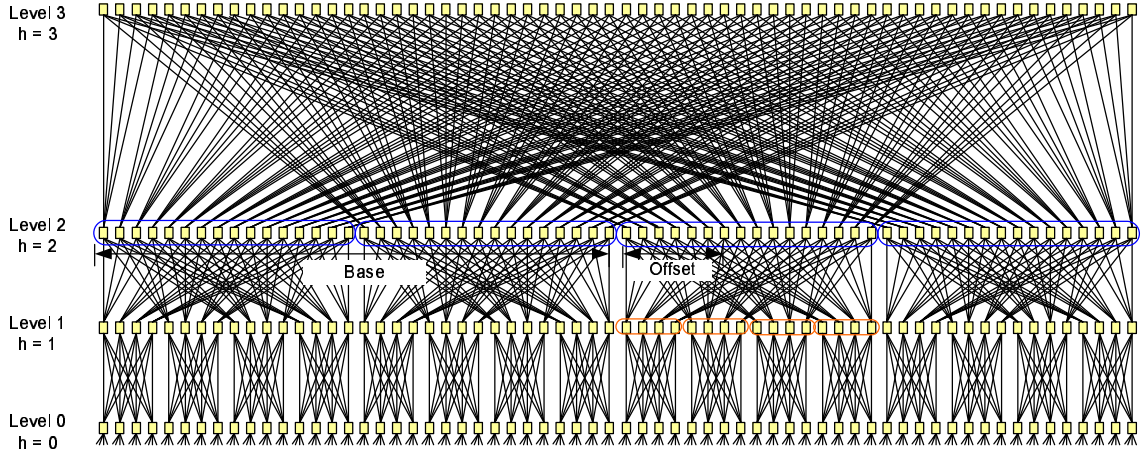 Level 3
h = 3
Level 2
h = 2
Base
Offset
Level 1
h = 1
Level 0
h = 0